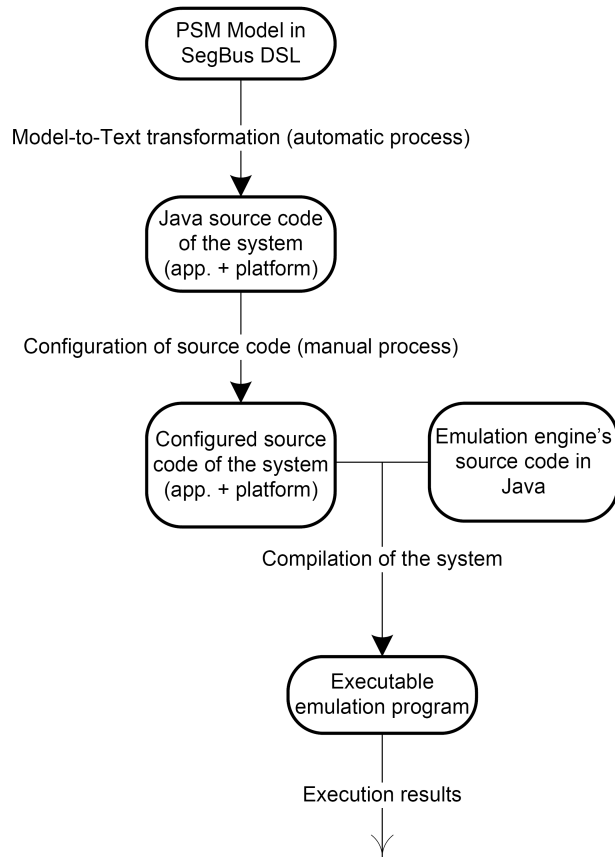 PSM Model in
SegBus DSL
Model-to-Text transformation (automatic process)
Java source code
of the system
(app. + platform)
Configuration of source code (manual process)
Configured source
code of the system
(app. + platform)
Emulation engine’s
source code in
Java
Compilation of the system
Executable
emulation program
Execution results